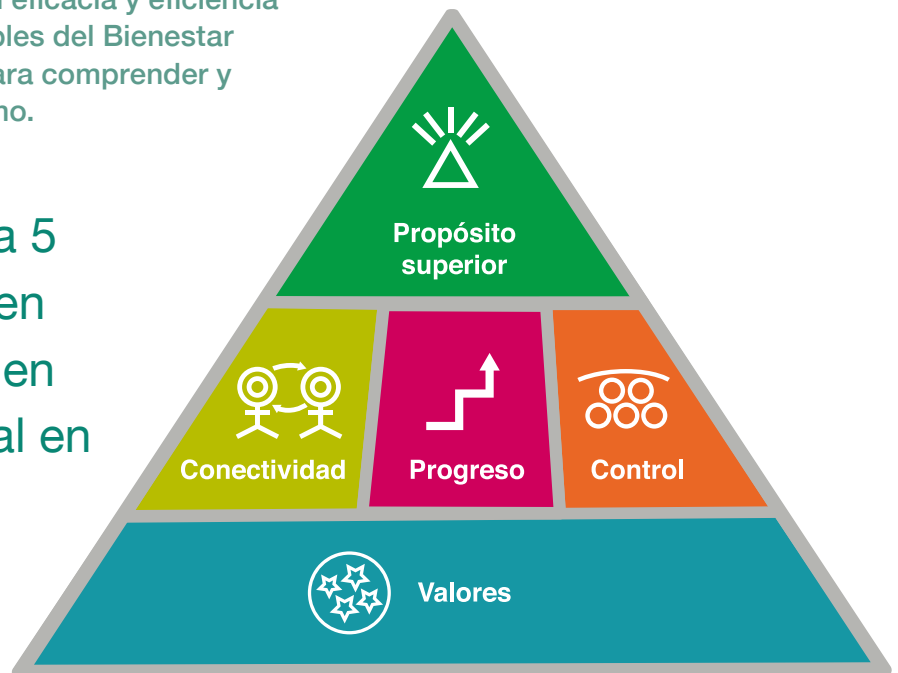 eficacia y eficiencia
bles del Bienestar
ara comprender y
no.
a 5
en
en
al en
Propósito
superior
Conectividad
Progreso
Control
Valores